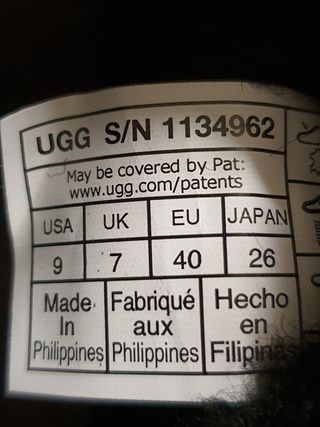 UGG S/N 1134962
May be covered by Pat:
www.ugg.com/patents
USA UK EU JAPAN
9 7 40 26
Made Fabriqué Hecho
In aux en
Philippines Philippines Filipinas